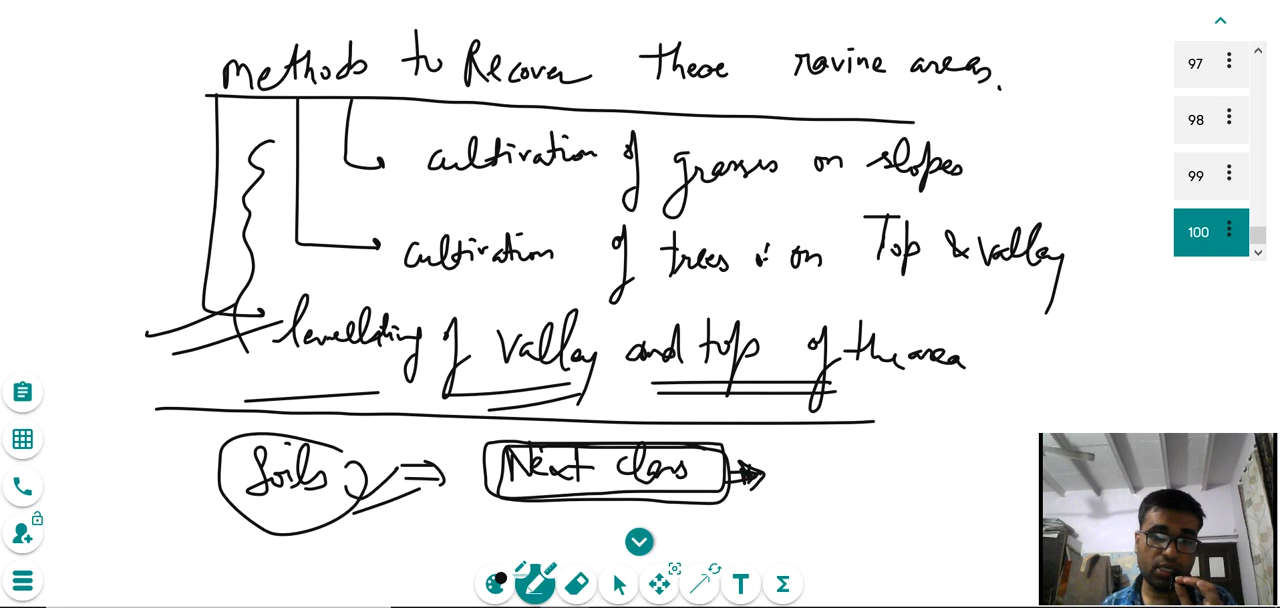 Methods to Recover These ravine areas.
cultivation of grasses on slopes
cultivation of trees on Top & valley
levellating of valley and top of the area
Soils ⇒ Next class
97
98
99
100
T
Σ